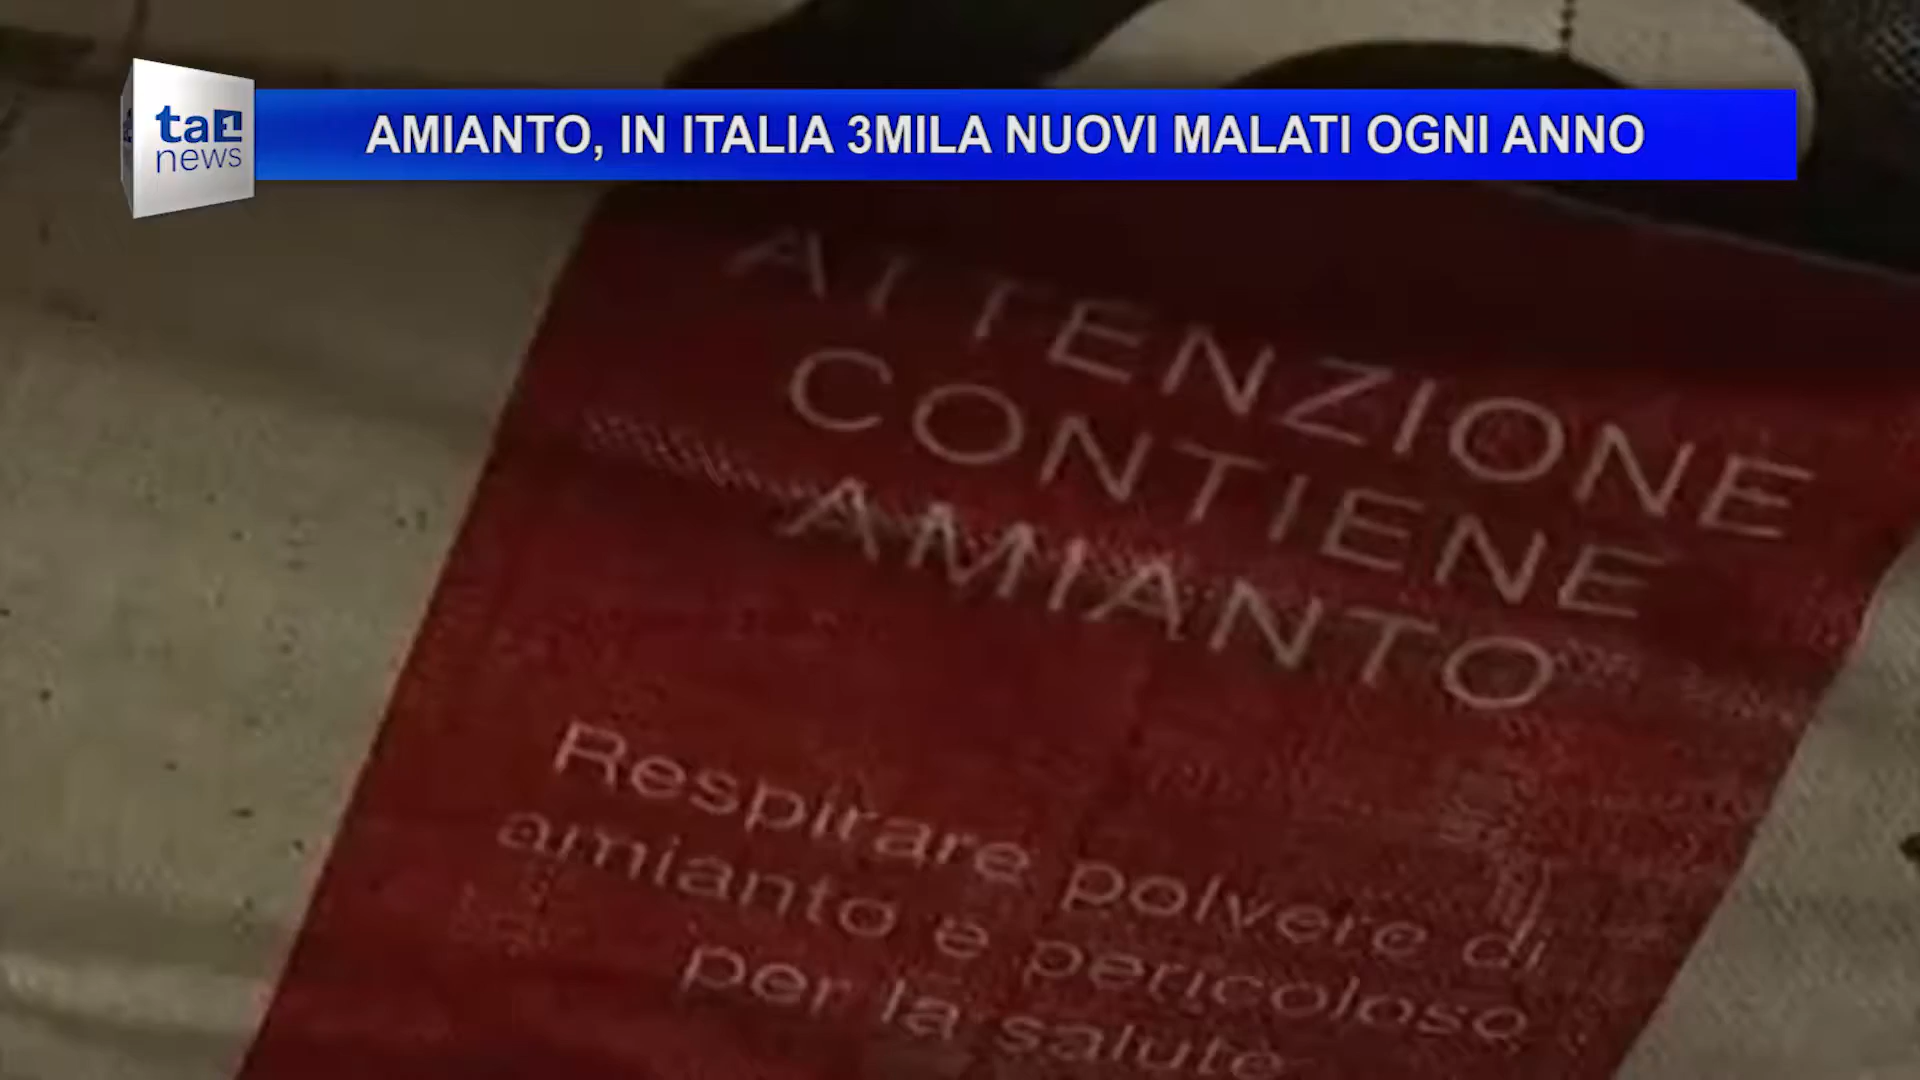 ta1
news
AMIANTO, IN ITALIA 3MILA NUOVI MALATI OGNI ANNO
ATTENZIONE
CONTIENE
AMIANTO
Respirare polvere di
amianto e pericoloso
per la salute